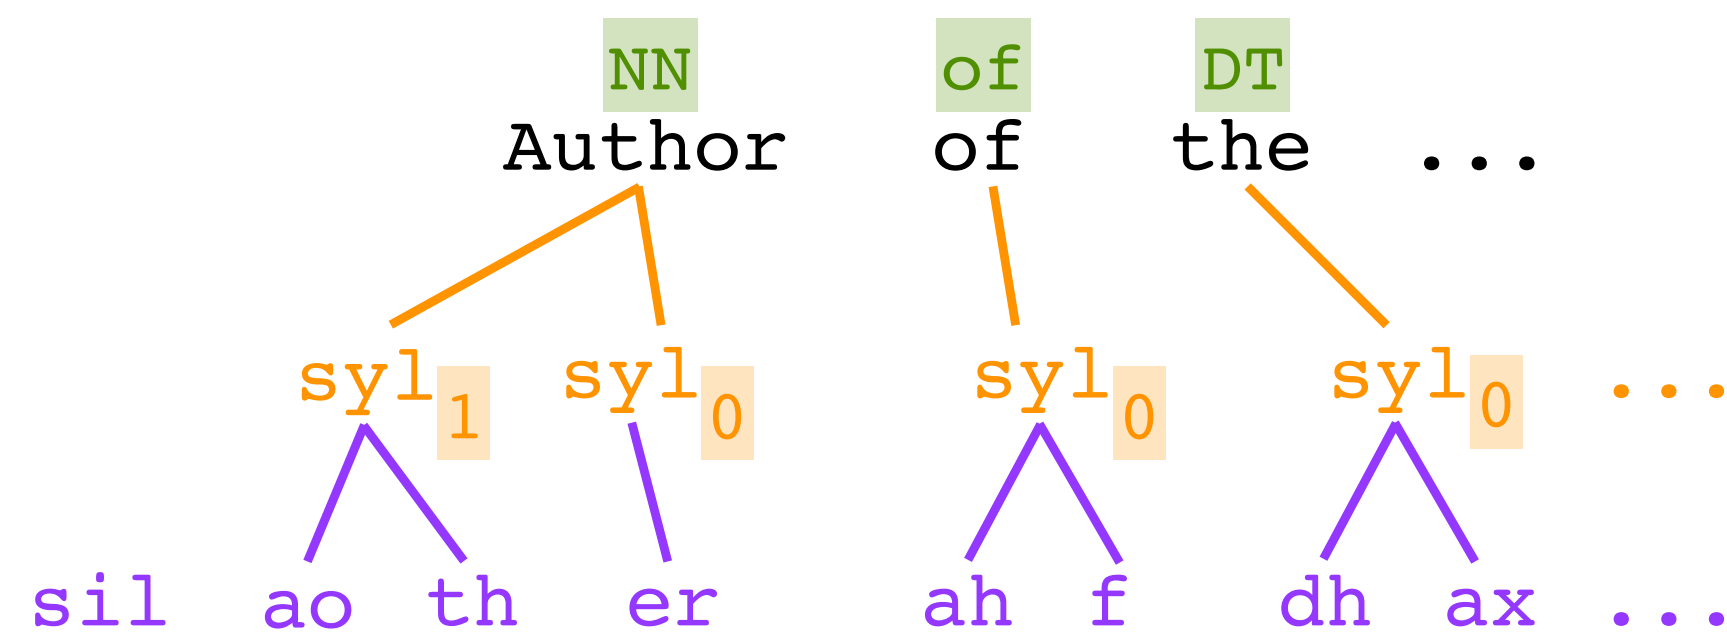 NN of DT
Author of the ...
syl1 syl0 syl0 syl0 ...
sil ao th er ah f dh ax ...